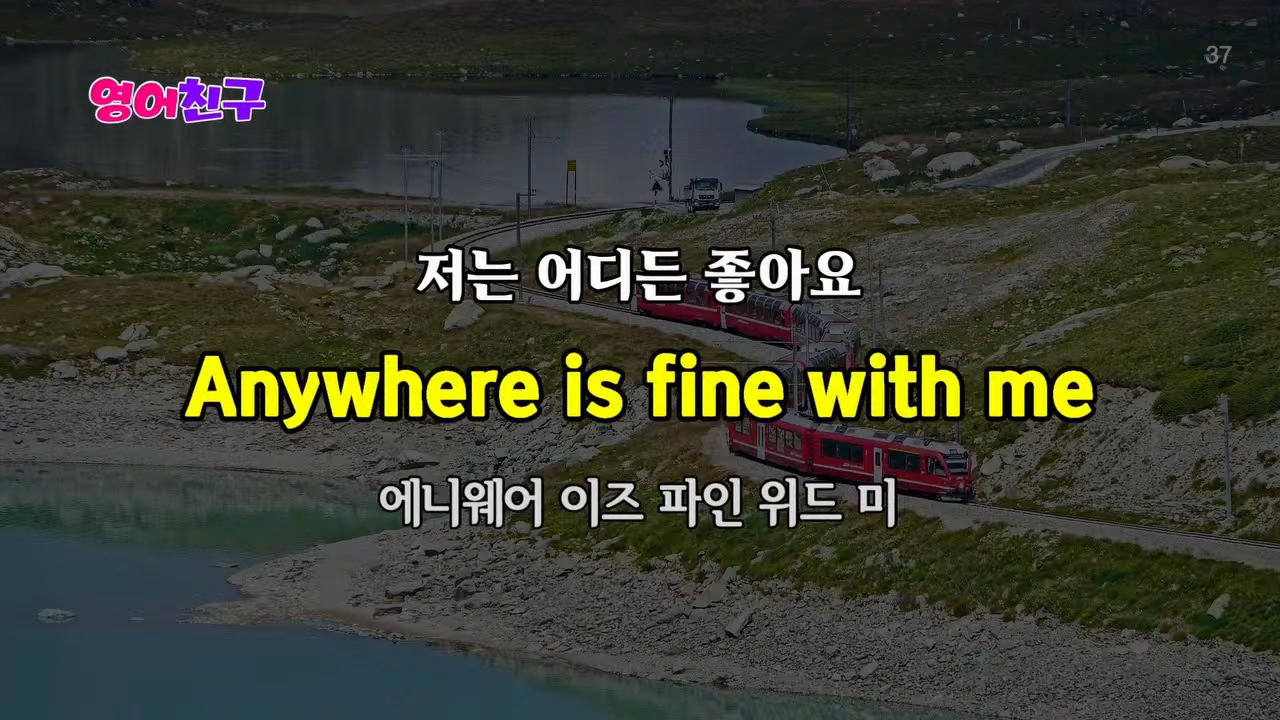 37
영어친구
저는 어디든 좋아요
Anywhere is fine with me
에니웨어 이즈 파인 위드 미